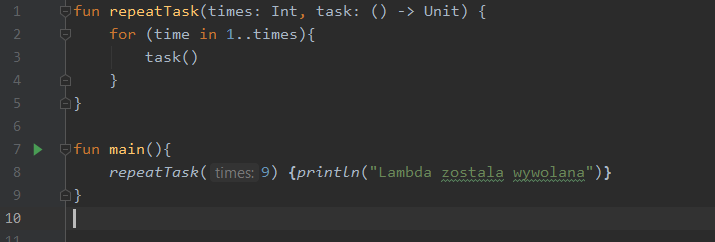 1 fun repeatTask(times: Int, task: () -> Unit) {
2 for (time in 1..times){
3 task()
4 }
5 }
6
7 fun main(){
8 repeatTask( times: 9) {println("Lambda zostala wywolana")}
9 }
10
11